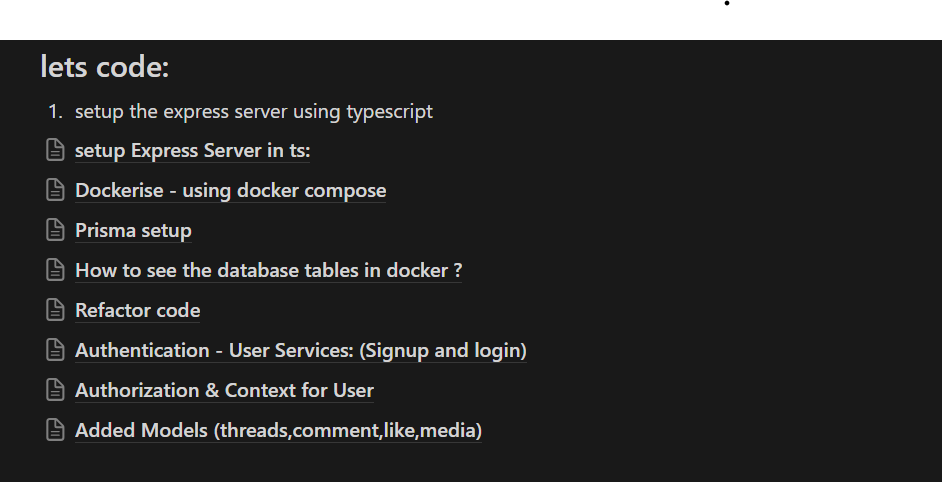 lets code:
1. setup the express server using typescript
setup Express Server in ts:
Dockerise - using docker compose
Prisma setup
How to see the database tables in docker ?
Refactor code
Authentication - User Services: (Signup and login)
Authorization & Context for User
Added Models (threads,comment,like,media)